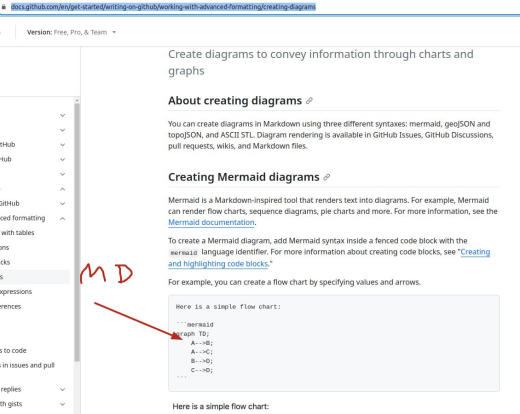 docs.github.com/en/get-started/writing-on-github/working-with-advanced-formatting/creating-diagrams
Version: Free, Pro, & Team
Create diagrams to convey information through charts and
graphs
About creating diagrams
You can create diagrams in Markdown using three different syntaxes: mermaid, geoJSON and
topoJSON, and ASCII STL. Diagram rendering is available in GitHub Issues, GitHub Discussions,
pull requests, wikis, and Markdown files.
Creating Mermaid diagrams
Mermaid is a Markdown-inspired tool that renders text into diagrams. For example, Mermaid
can render flow charts, sequence diagrams, pie charts and more. For more information, see the
Mermaid documentation.
To create a Mermaid diagram, add Mermaid syntax inside a fenced code block with the
mermaid language identifier. For more information about creating code blocks, see "Creating
and highlighting code blocks."
For example, you can create a flow chart by specifying values and arrows.
Here is a simple flow chart:
```mermaid
graph TD;
A-->B;
A-->C;
B-->D;
C-->D;
```
Here is a simple flow chart:
tHub
Hub
GitHub
ced formatting
with tables
ons
cks
s
xpressions
erences
s to code
s in issues and pull
replies
th gists
M D